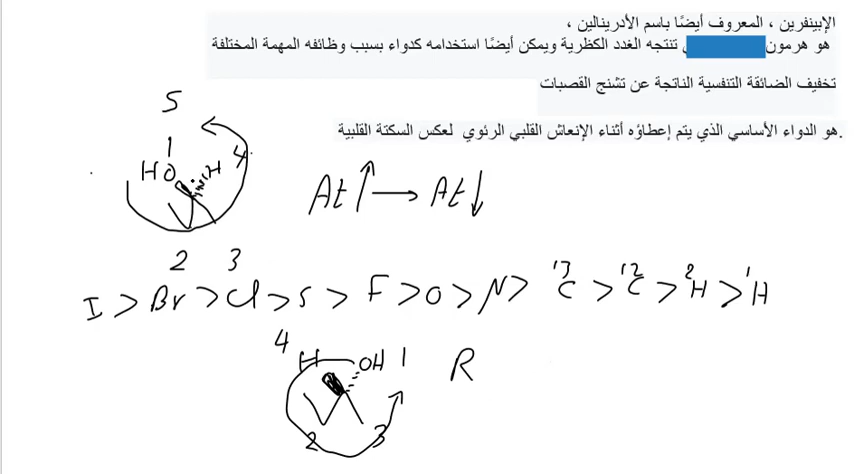 الإبينفرين ، المعروف أيضًا باسم الأدرينالين ،
هو هرمون تنتجه الغدد الكظرية ويمكن أيضًا استخدامه كدواء بسبب وظائفه المهمة المختلفة
تخفيف الضائقة التنفسية الناتجة عن تشنج القصبات
هو الدواء الأساسي الذي يتم إعطاؤه أثناء الإنعاش القلبي الرئوي لعكس السكتة القلبية.
S
1
HO H 4
At ↑ → At ↓
2 3
I > Br > Cl > S > F > O > N > ¹³C > ¹²C > ²H > ¹H
4 H OH 1 R
2 3